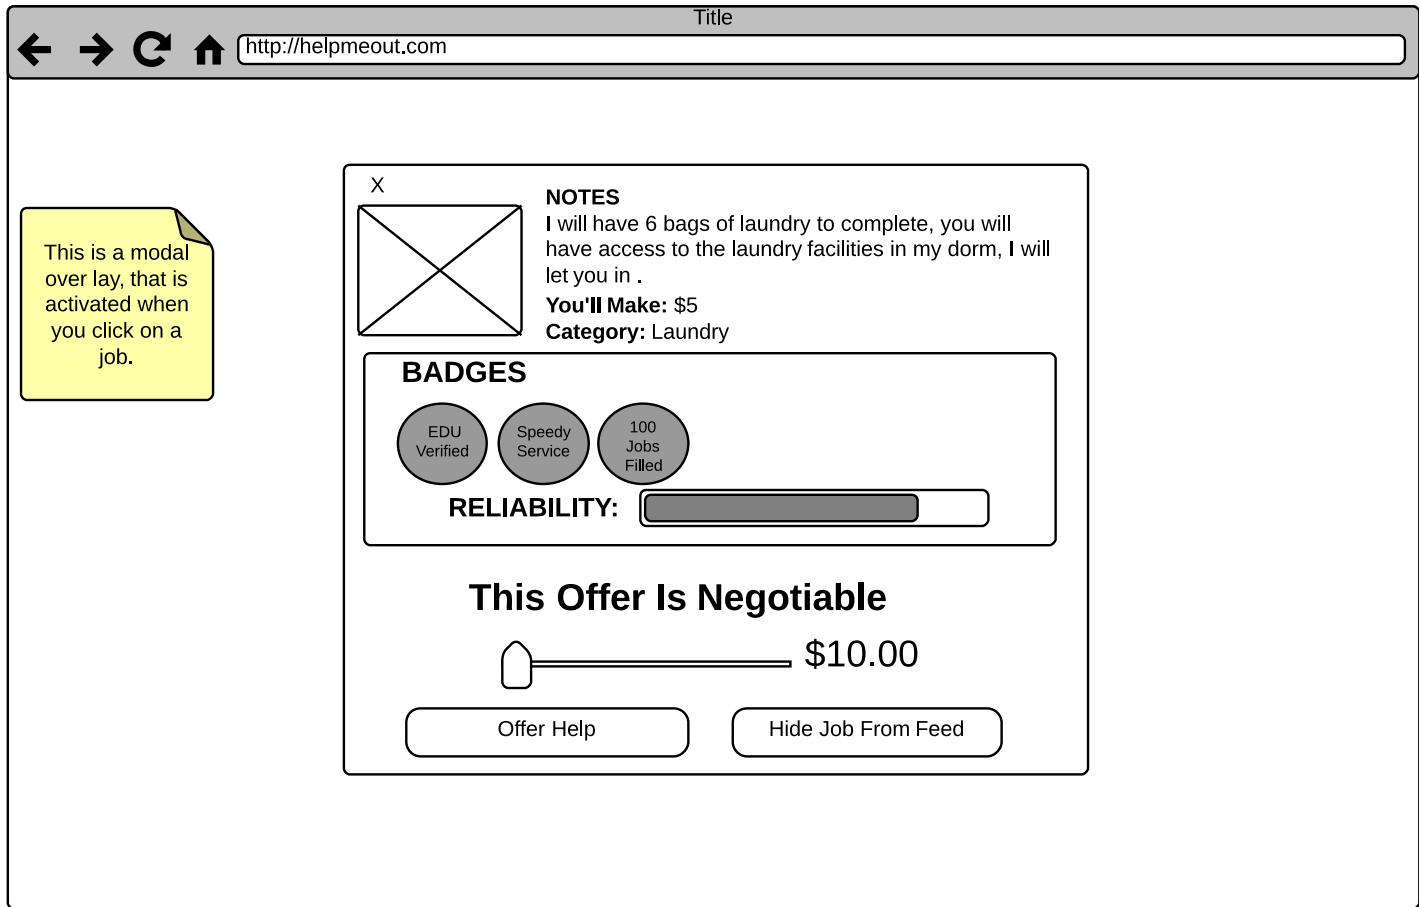 Title
http://helpmeout.com
This is a modal
over lay, that is
activated when
you click on a
job.
X
NOTES
I will have 6 bags of laundry to complete, you will
have access to the laundry facilities in my dorm, I will
let you in .
You'll Make: $5
Category: Laundry
BADGES
EDU
Verified
Speedy
Service
100
Jobs
Filled
RELIABILITY:
This Offer Is Negotiable
$10.00
Offer Help
Hide Job From Feed